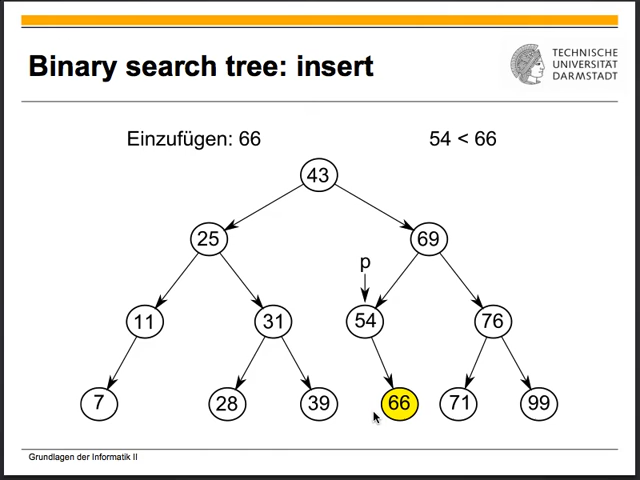 Binary search tree: insert
TECHNISCHE
UNIVERSITÄT
DARMSTADT
Einzufügen: 66
54 < 66
43
25
69
p
11
31
54
76
7
28
39
66
71
99
Grundlagen der Informatik II